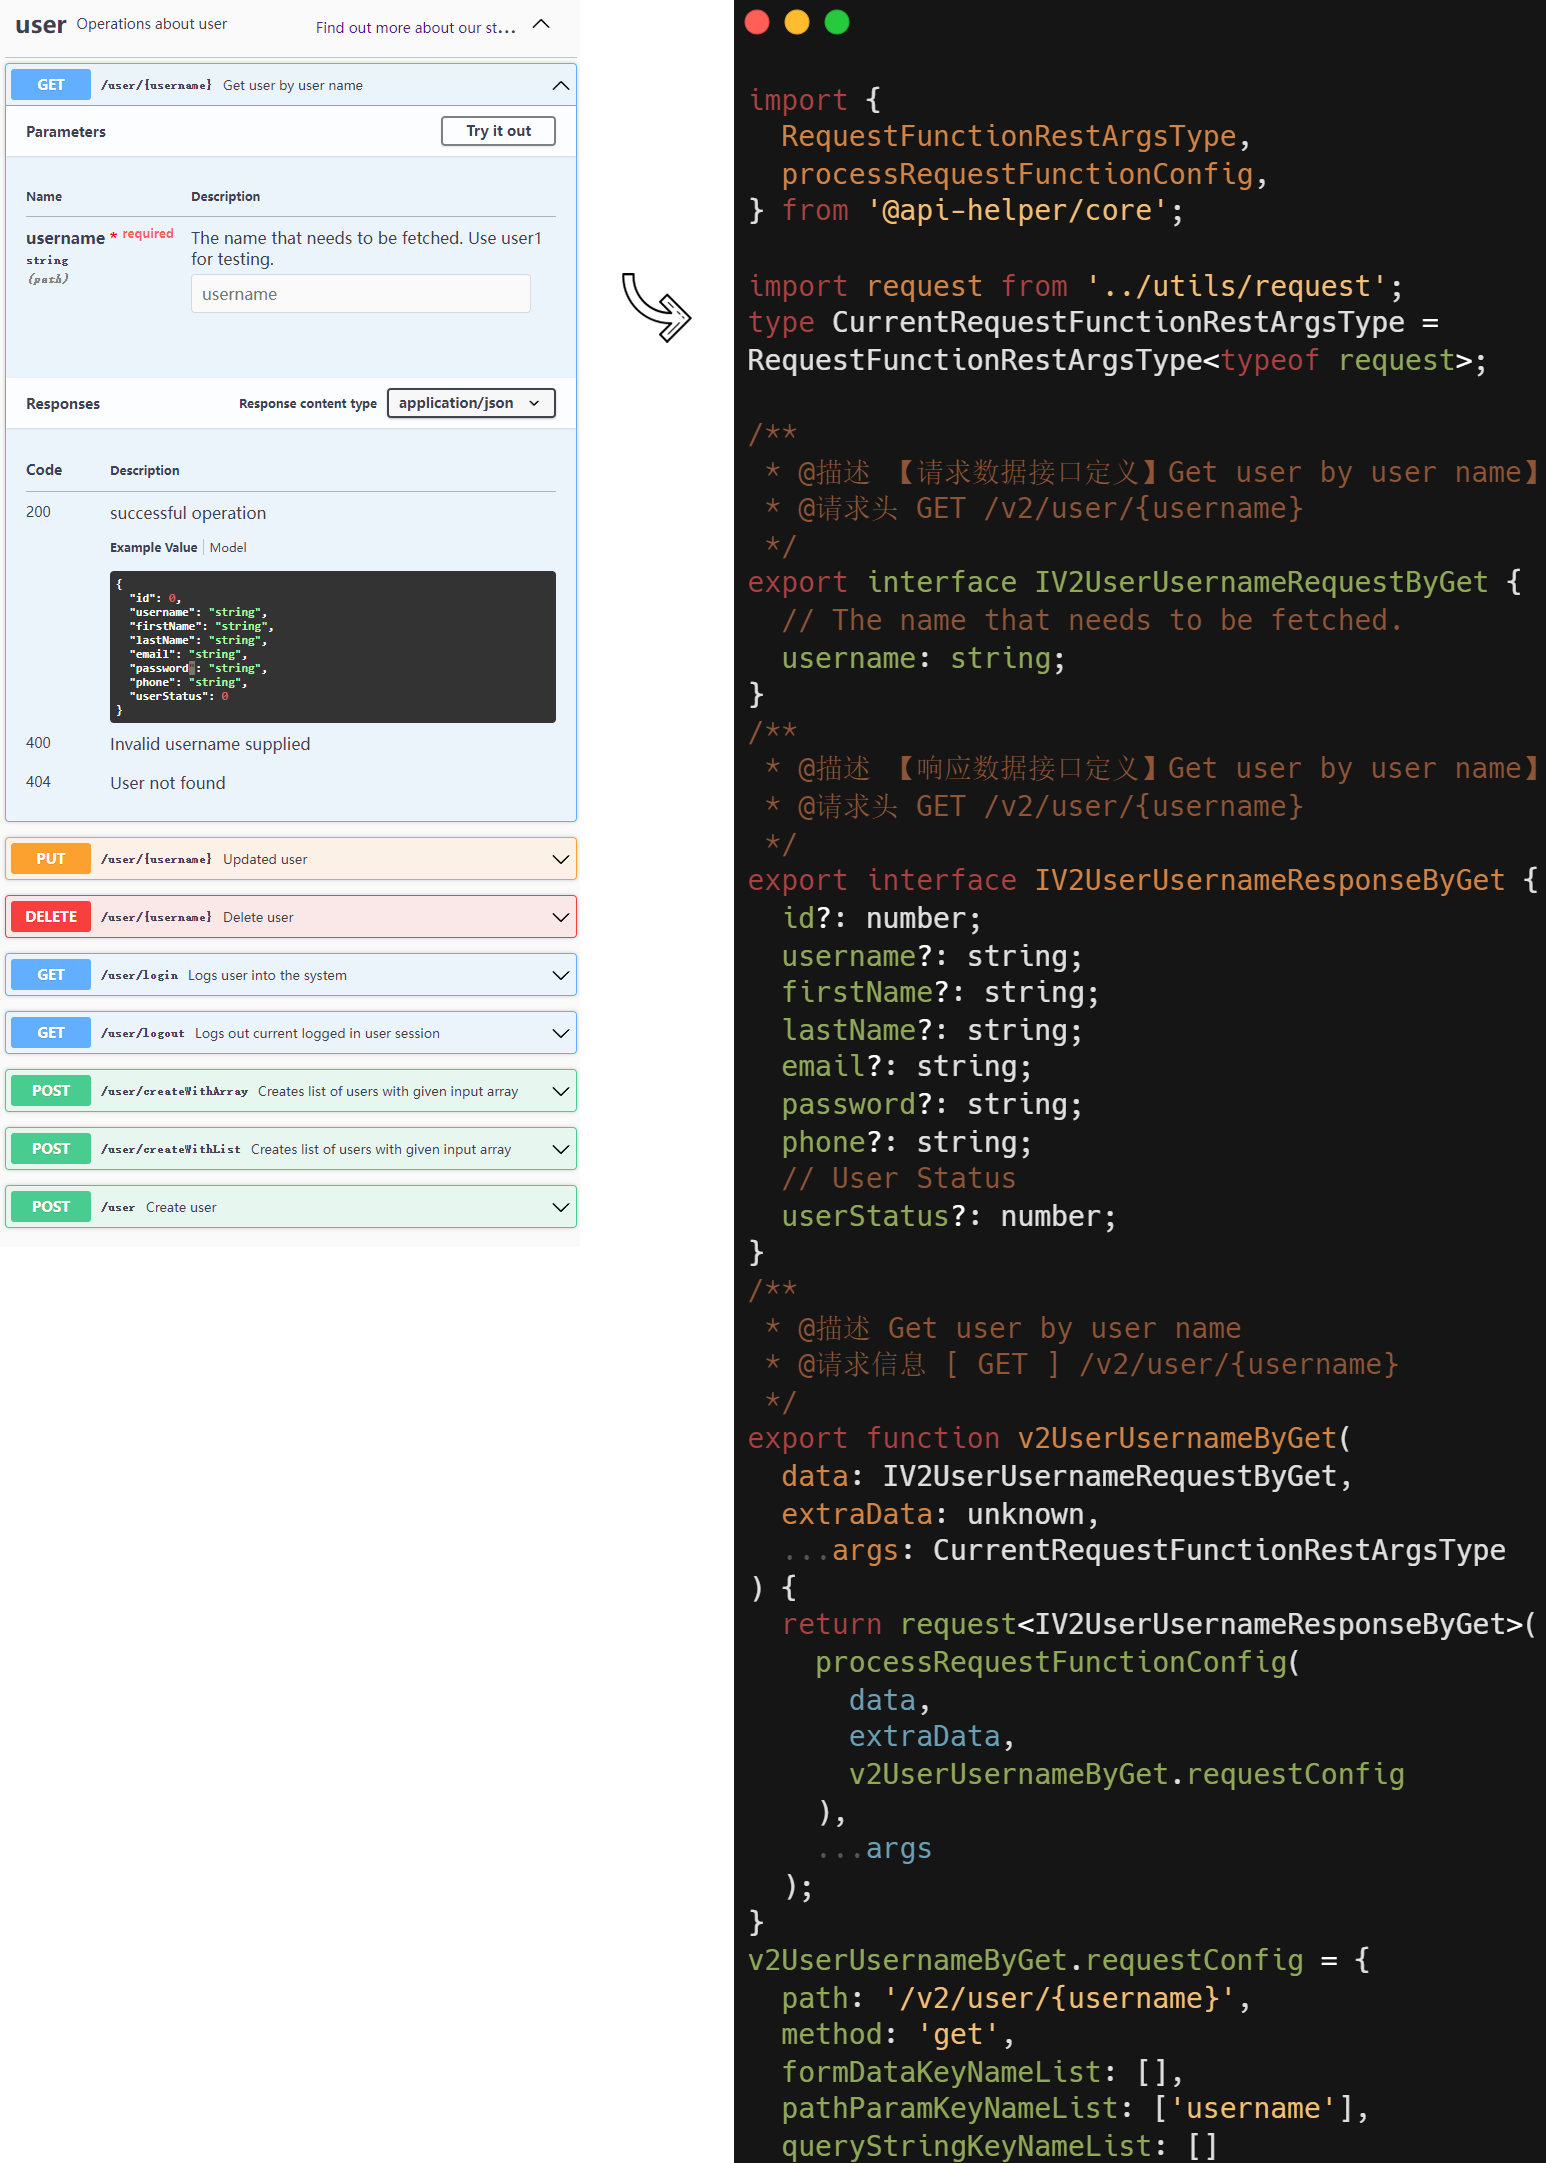 user Operations about user Find out more about our st...
GET /user/{username} Get user by user name
Parameters Try it out
Name Description
username * required The name that needs to be fetched. Use user1
string for testing.
(path)
username
Responses Response content type application/json
Code Description
200 successful operation
Example Value Model
{
  "id": 0,
  "username": "string",
  "firstName": "string",
  "lastName": "string",
  "email": "string",
  "password": "string",
  "phone": "string",
  "userStatus": 0
}
400 Invalid username supplied
404 User not found
PUT /user/{username} Updated user
DELETE /user/{username} Delete user
GET /user/login Logs user into the system
GET /user/logout Logs out current logged in user session
POST /user/createWithArray Creates list of users with given input array
POST /user/createWithList Creates list of users with given input array
POST /user Create user
import {
  RequestFunctionRestArgsType,
  processRequestFunctionConfig,
} from '@api-helper/core';
import request from '../utils/request';
type CurrentRequestFunctionRestArgsType =
RequestFunctionRestArgsType<typeof request>;
/**
 * @描述 【请求数据接口定义】Get user by user name】
 * @请求头 GET /v2/user/{username}
 */
export interface IV2UserUsernameRequestByGet {
  // The name that needs to be fetched.
  username: string;
}
/**
 * @描述 【响应数据接口定义】Get user by user name】
 * @请求头 GET /v2/user/{username}
 */
export interface IV2UserUsernameResponseByGet {
  id?: number;
  username?: string;
  firstName?: string;
  lastName?: string;
  email?: string;
  password?: string;
  phone?: string;
  // User Status
  userStatus?: number;
}
/**
 * @描述 Get user by user name
 * @请求信息 [ GET ] /v2/user/{username}
 */
export function v2UserUsernameByGet(
  data: IV2UserUsernameRequestByGet,
  extraData: unknown,
  ...args: CurrentRequestFunctionRestArgsType
) {
  return request<IV2UserUsernameResponseByGet>(
    processRequestFunctionConfig(
      data,
      extraData,
      v2UserUsernameByGet.requestConfig
    ),
    ...args
  );
}
v2UserUsernameByGet.requestConfig = {
  path: '/v2/user/{username}',
  method: 'get',
  formDataKeyNameList: [],
  pathParamKeyNameList: ['username'],
  queryStringKeyNameList: []